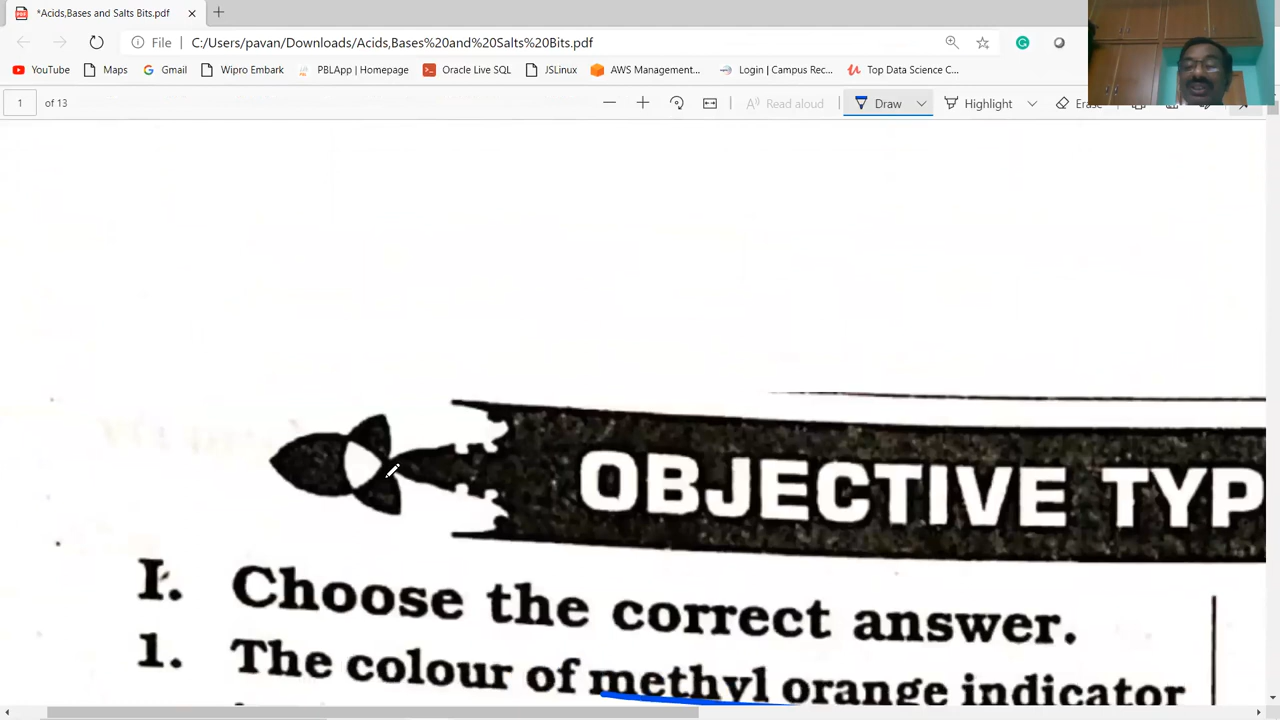 *Acids,Bases and Salts Bits.pdf
File C:/Users/pavan/Downloads/Acids,Bases%20and%20Salts%20Bits.pdf
YouTube Maps Gmail Wipro Embark PBLApp | Homepage Oracle Live SQL JSLinux AWS Management... Login | Campus Rec... Top Data Science C...
1 of 13 Read aloud Draw Highlight Erase
OBJECTIVE TYP
I. Choose the correct answer.
1. The colour of methyl orange indicator